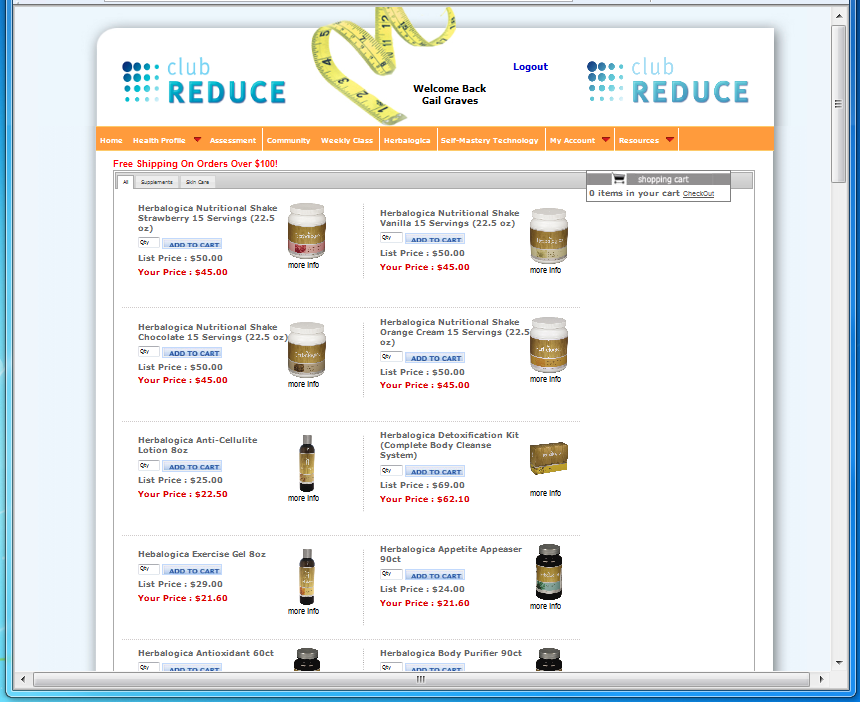 club
REDUCE
Logout
Welcome Back
Gail Graves
club
REDUCE
Home Health Profile Assessment Community Weekly Class Herbalogica Self-Mastery Technology My Account Resources
Free Shipping On Orders Over $100!
All Supplements Skin Care
shopping cart
0 items in your cart CheckOut
Herbalogica Nutritional Shake
Strawberry 15 Servings (22.5
oz)
Qty ADD TO CART
List Price : $50.00
Your Price : $45.00
more info
Herbalogica Nutritional Shake
Vanilla 15 Servings (22.5 oz)
Qty ADD TO CART
List Price : $50.00
Your Price : $45.00
more info
Herbalogica Nutritional Shake
Chocolate 15 Servings (22.5 oz)
Qty ADD TO CART
List Price : $50.00
Your Price : $45.00
more info
Herbalogica Nutritional Shake
Orange Cream 15 Servings (22.5
oz)
Qty ADD TO CART
List Price : $50.00
Your Price : $45.00
more info
Herbalogica Anti-Cellulite
Lotion 8oz
Qty ADD TO CART
List Price : $25.00
Your Price : $22.50
more info
Herbalogica Detoxification Kit
(Complete Body Cleanse
System)
Qty ADD TO CART
List Price : $69.00
Your Price : $62.10
more info
Hebalogica Exercise Gel 8oz
Qty ADD TO CART
List Price : $29.00
Your Price : $21.60
more info
Herbalogica Appetite Appeaser
90ct
Qty ADD TO CART
List Price : $24.00
Your Price : $21.60
more info
Herbalogica Antioxidant 60ct
Qty ADD TO CART
Herbalogica Body Purifier 90ct
Qty ADD TO CART